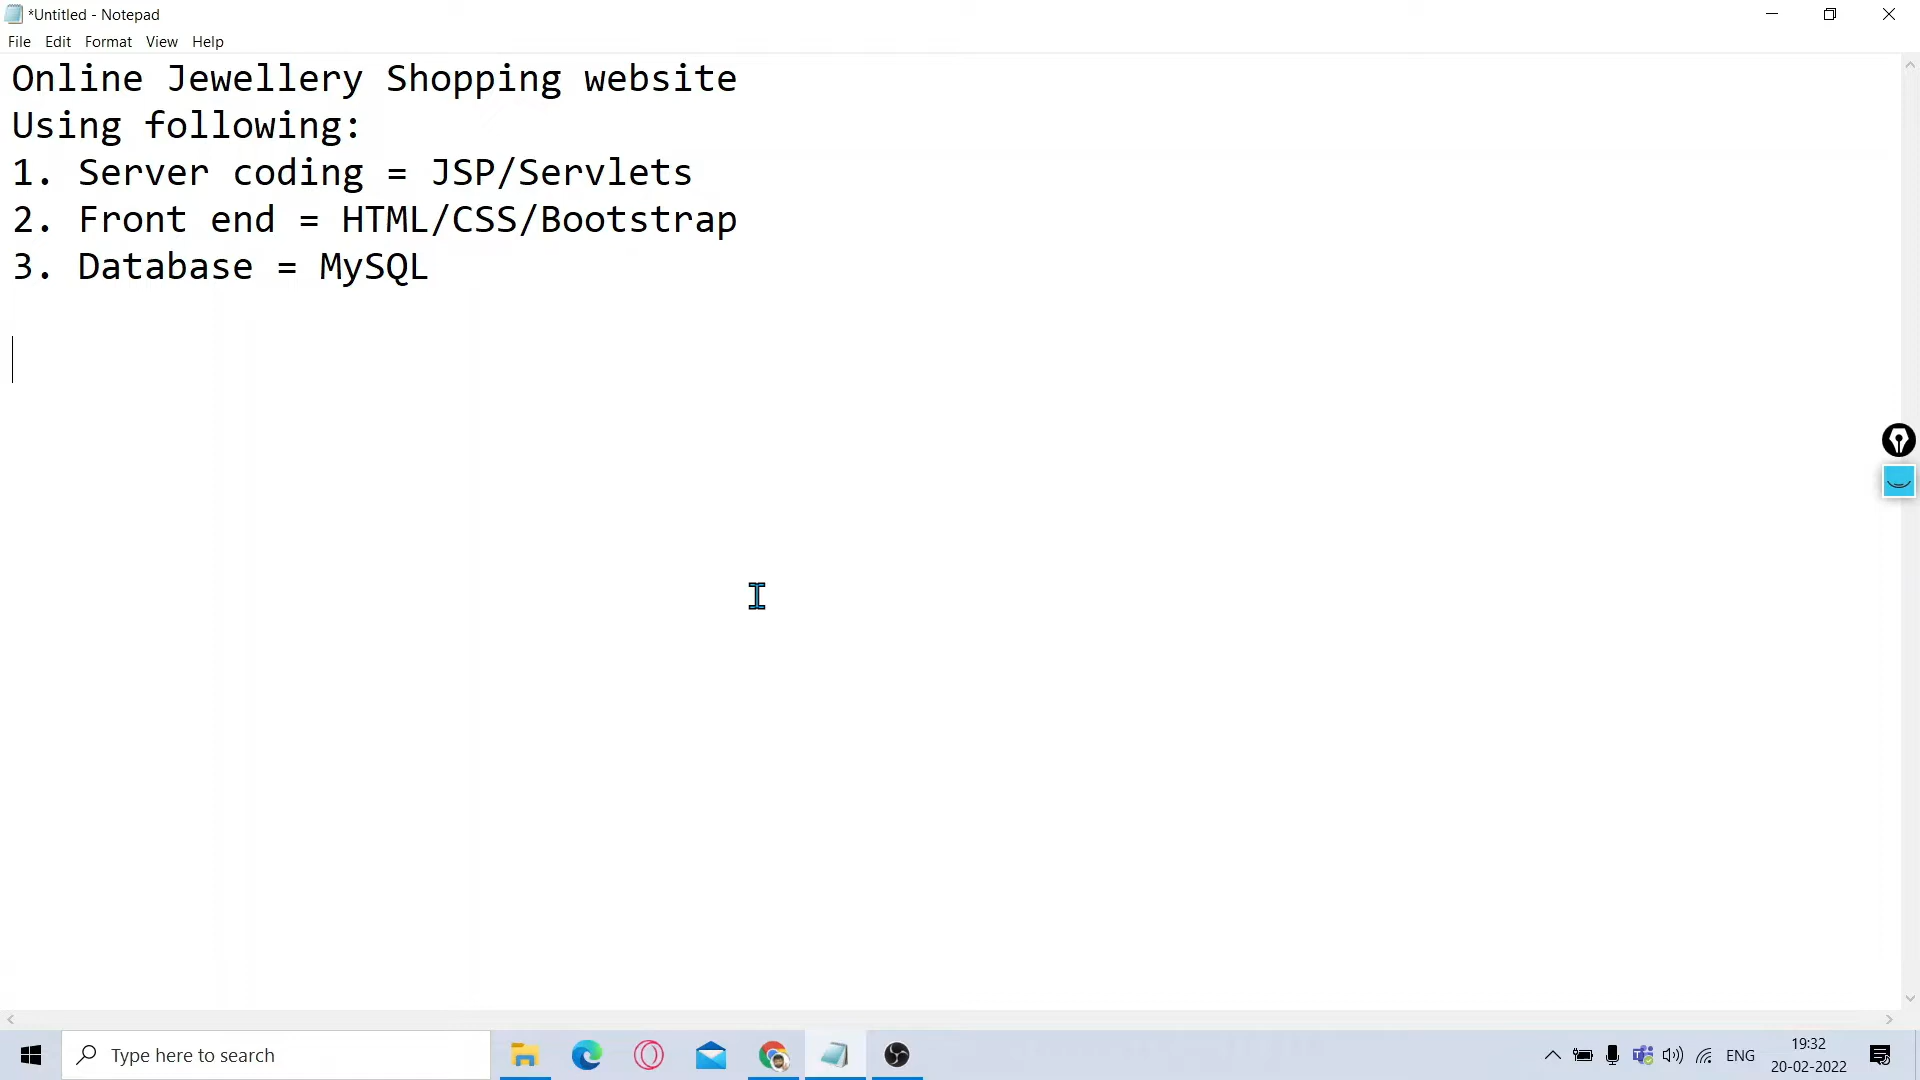 *Untitled - Notepad
File Edit Format View Help
Online Jewellery Shopping website
Using following:
1. Server coding = JSP/Servlets
2. Front end = HTML/CSS/Bootstrap
3. Database = MySQL
Type here to search
ENG
19:32
20-02-2022